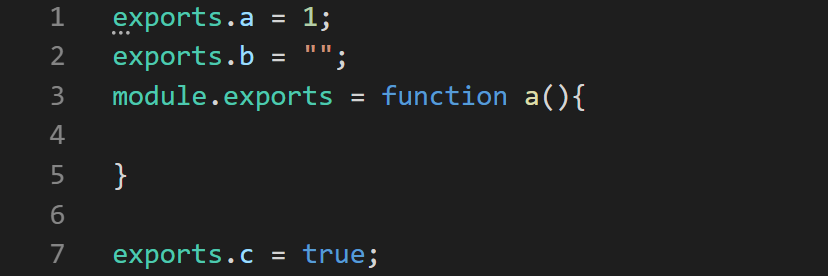 1 exports.a = 1;
2 exports.b = "";
3 module.exports = function a(){
4
5 }
6
7 exports.c = true;